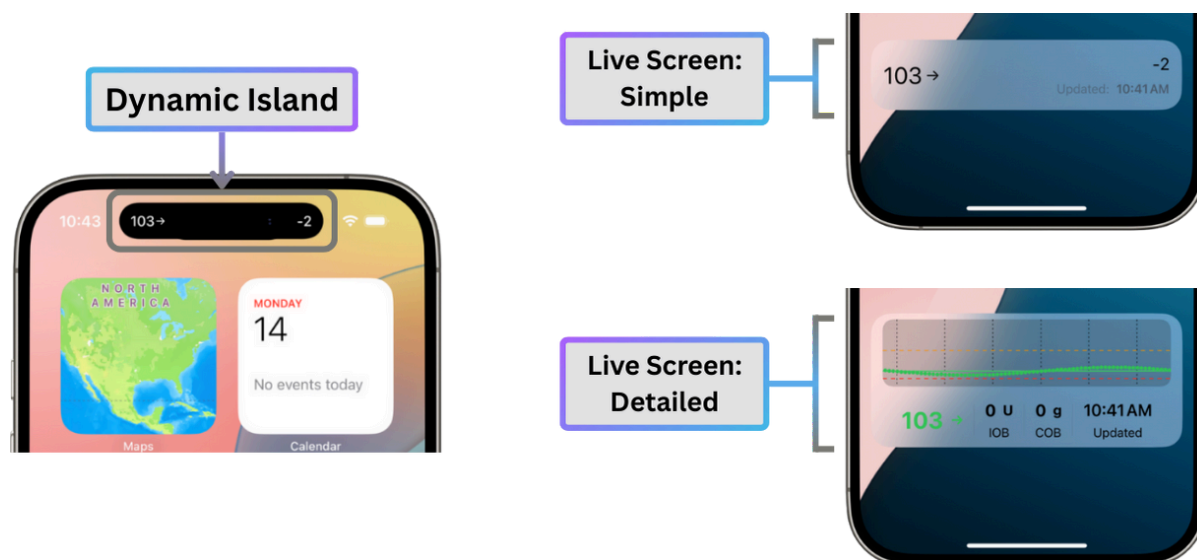 Dynamic Island
10:43
103→
: -2
NORTH
AMERICA
Maps
MONDAY
14
No events today
Calendar
Live Screen:
Simple
103→
-2
Updated: 10:41 AM
Live Screen:
Detailed
103→
0 U
IOB
0 g
COB
10:41 AM
Updated